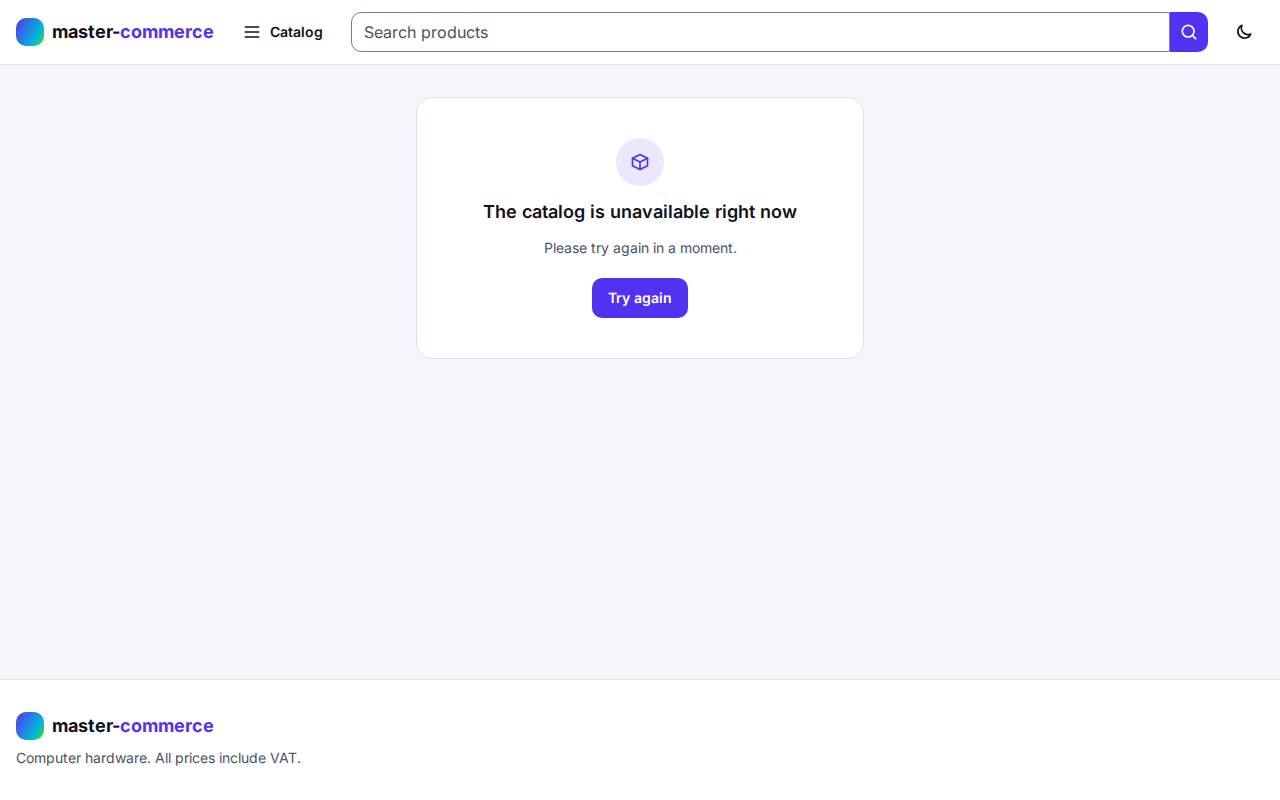 master-commerce
Catalog
Search products
The catalog is unavailable right now
Please try again in a moment.
Try again
master-commerce
Computer hardware. All prices include VAT.